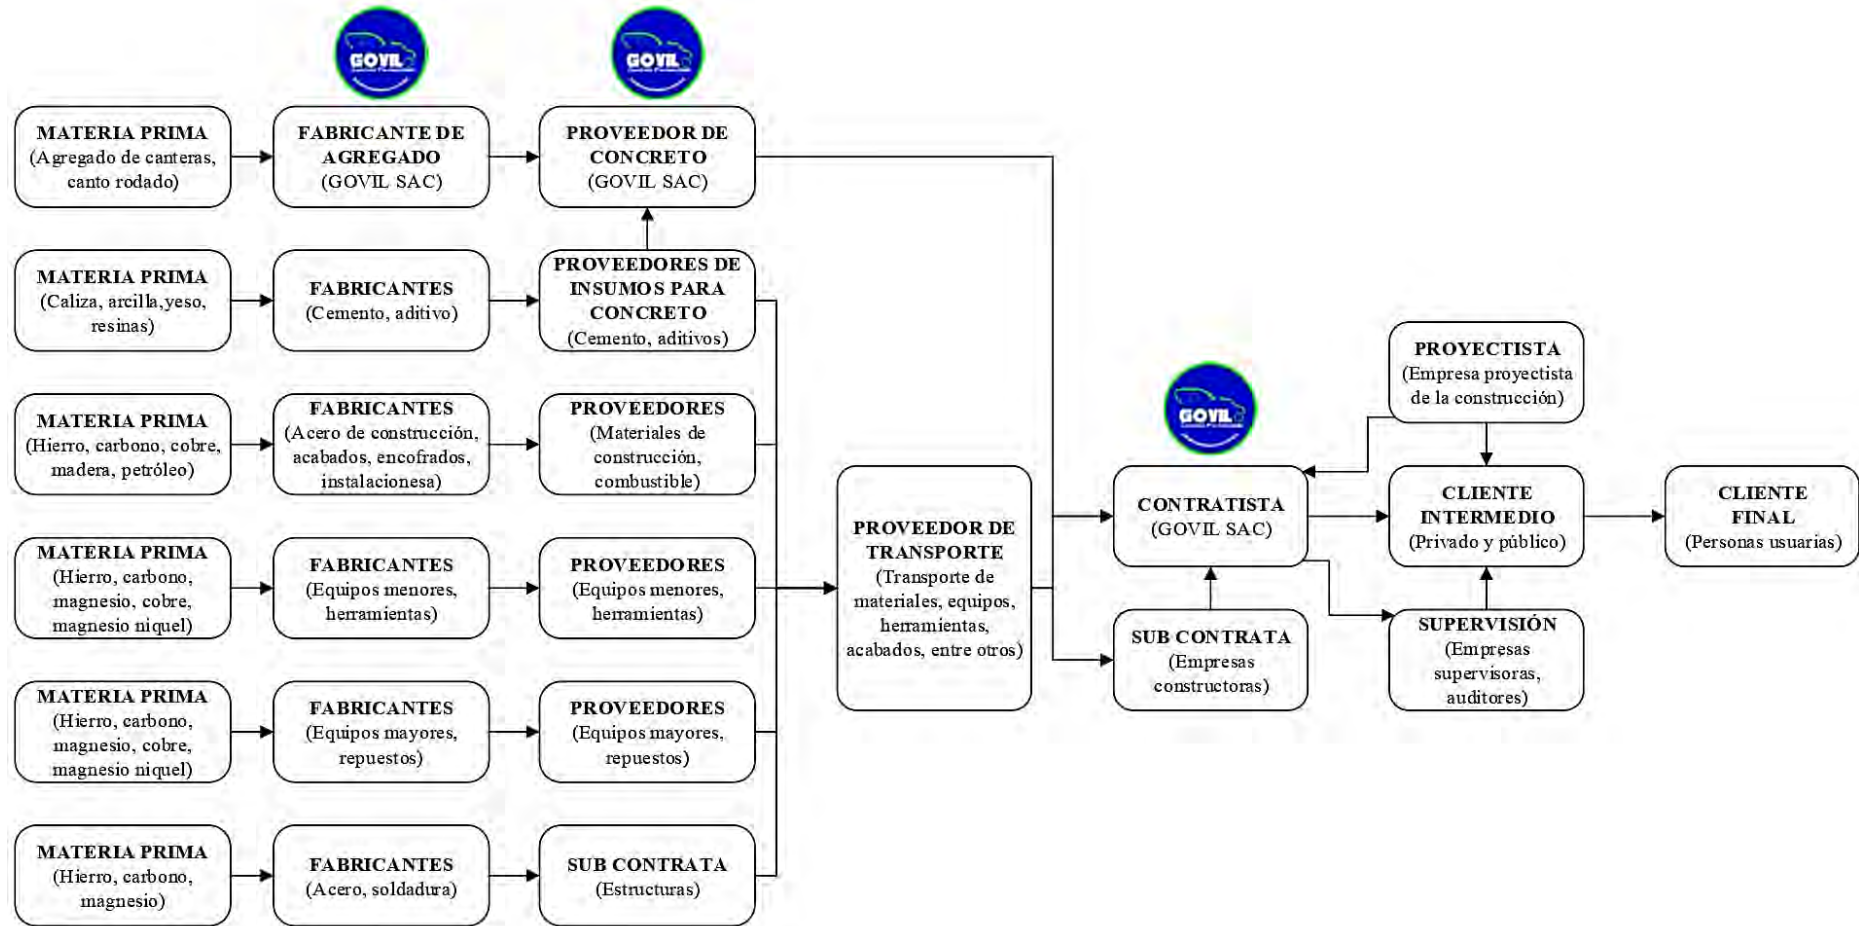 GOVIL
GOVIL
MATERIA PRIMA
(Agregado de canteras,
canto rodado)
FABRICANTE DE
AGREGADO
(GOVIL SAC)
PROVEEDOR DE
CONCRETO
(GOVIL SAC)
MATERIA PRIMA
(Caliza, arcilla,yeso,
resinas)
FABRICANTES
(Cemento, aditivo)
PROVEEDORES DE
INSUMOS PARA
CONCRETO
(Cemento, aditivos)
MATERIA PRIMA
(Hierro, carbono, cobre,
madera, petróleo)
FABRICANTES
(Acero de construcción,
acabados, encofrados,
instalacionesa)
PROVEEDORES
(Materiales de
construcción,
combustible)
MATERIA PRIMA
(Hierro, carbono,
magnesio, cobre,
magnesio niquel)
FABRICANTES
(Equipos menores,
herramientas)
PROVEEDORES
(Equipos menores,
herramientas)
MATERIA PRIMA
(Hierro, carbono,
magnesio, cobre,
magnesio niquel)
FABRICANTES
(Equipos mayores,
repuestos)
PROVEEDORES
(Equipos mayores,
repuestos)
MATERIA PRIMA
(Hierro, carbono,
magnesio)
FABRICANTES
(Acero, soldadura)
SUB CONTRATA
(Estructuras)
PROVEEDOR DE
TRANSPORTE
(Transporte de
materiales, equipos,
herramientas,
acabados, entre otros)
GOVIL
CONTRATISTA
(GOVIL SAC)
SUB CONTRATA
(Empresas
constructoras)
PROYECTISTA
(Empresa proyectista
de la construcción)
CLIENTE
INTERMEDIO
(Privado y público)
SUPERVISIÓN
(Empresas
supervisoras,
auditores)
CLIENTE
FINAL
(Personas usuarias)